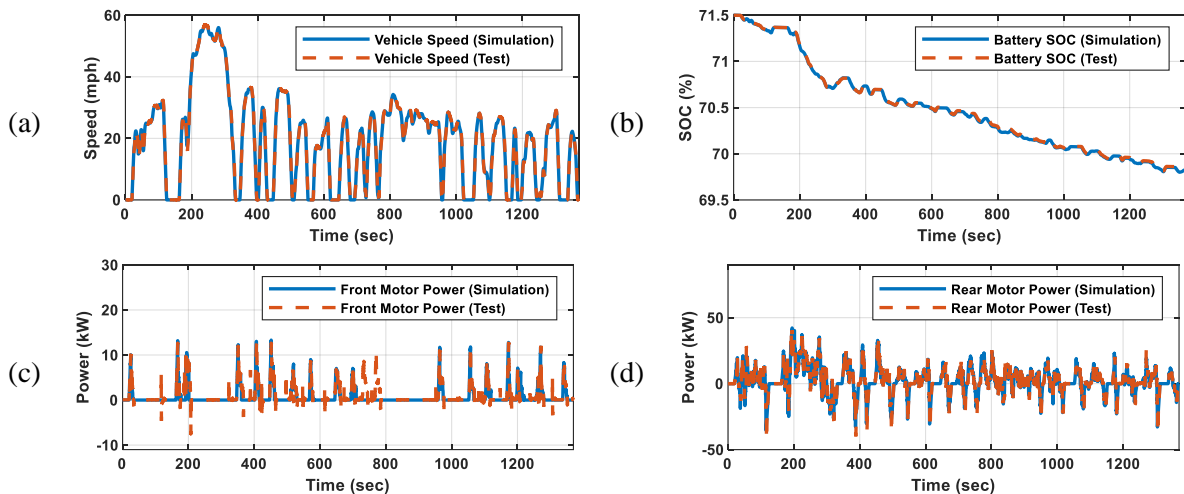 (a)
Speed (mph)
60
40
20
0
Vehicle Speed (Simulation)
Vehicle Speed (Test)
0 200 400 600 800 1000 1200
Time (sec)
(b)
SOC (%)
71.5
71
70.5
70
69.5
Battery SOC (Simulation)
Battery SOC (Test)
0 200 400 600 800 1000 1200
Time (sec)
(c)
Power (kW)
30
20
10
0
-10
Front Motor Power (Simulation)
Front Motor Power (Test)
0 200 400 600 800 1000 1200
Time (sec)
(d)
Power (kW)
50
0
-50
Rear Motor Power (Simulation)
Rear Motor Power (Test)
0 200 400 600 800 1000 1200
Time (sec)